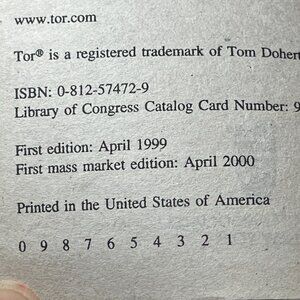 www.tor.com
Tor® is a registered trademark of Tom Doher
ISBN: 0-812-57472-9
Library of Congress Catalog Card Number: 9
First edition: April 1999
First mass market edition: April 2000
Printed in the United States of America
0 9 8 7 6 5 4 3 2 1